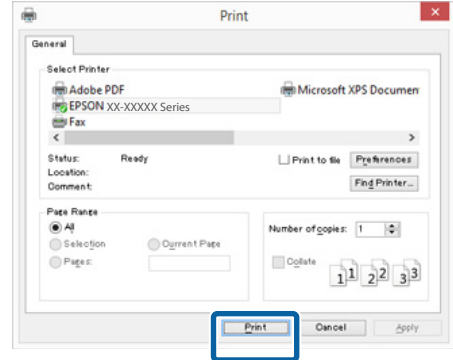 Print
General
Select Printer
Adobe PDF
Microsoft XPS Documen
EPSON XX-XXXXX Series
Fax
Status: Ready
Print to file
Preferences
Location:
Comment:
Find Printer...
Page Range
All
Number of copies: 1
Selection
Current Page
Pages:
Collate
1 1 2 2 3 3
Print
Cancel
Apply